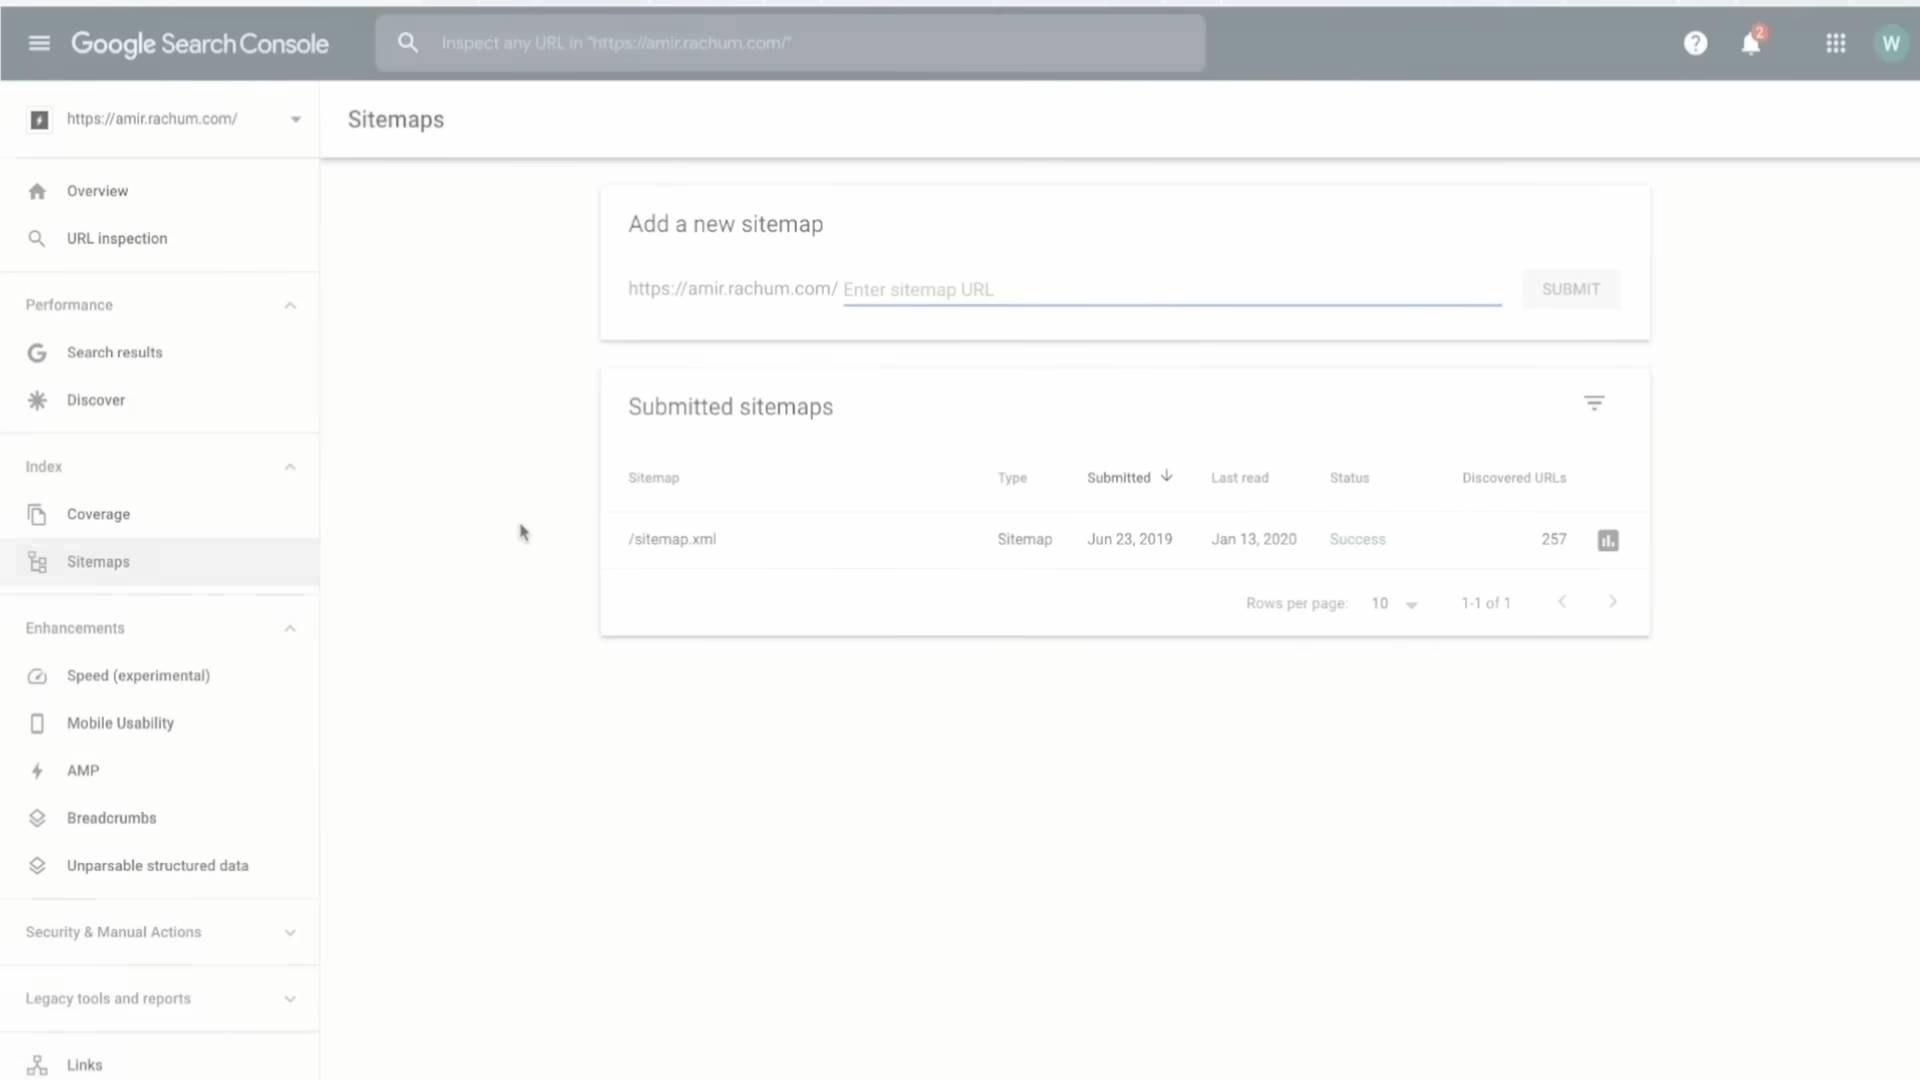 Google Search Console
Inspect any URL in "https://amir.rachum.com/"
2
W
https://amir.rachum.com/
Sitemaps
Overview
URL inspection
Performance
Search results
Discover
Index
Coverage
Sitemaps
Enhancements
Speed (experimental)
Mobile Usability
AMP
Breadcrumbs
Unparsable structured data
Security & Manual Actions
Legacy tools and reports
Links
Add a new sitemap
https://amir.rachum.com/ Enter sitemap URL
SUBMIT
Submitted sitemaps
Sitemap Type Submitted Last read Status Discovered URLs
/sitemap.xml Sitemap Jun 23, 2019 Jan 13, 2020 Success 257
Rows per page: 10 1-1 of 1